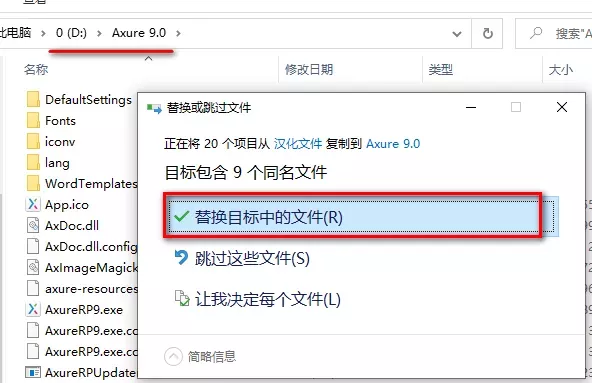 查看
此电脑 › 0 (D:) › Axure 9.0 ›
搜索"A
名称 修改日期 类型 大小
DefaultSettings
Fonts
iconv
lang
WordTemplates
App.ico
AxDoc.dll
AxDoc.dll.config
AxImageMagick
axure-resources
AxureRP9.exe
AxureRP9.exe.co
AxureRP9.exe.co
AxureRPUpdater
替换或跳过文件
正在将 20 个项目从 汉化文件 复制到 Axure 9.0
目标包含 9 个同名文件
替换目标中的文件(R)
跳过这些文件(S)
让我决定每个文件(L)
简略信息